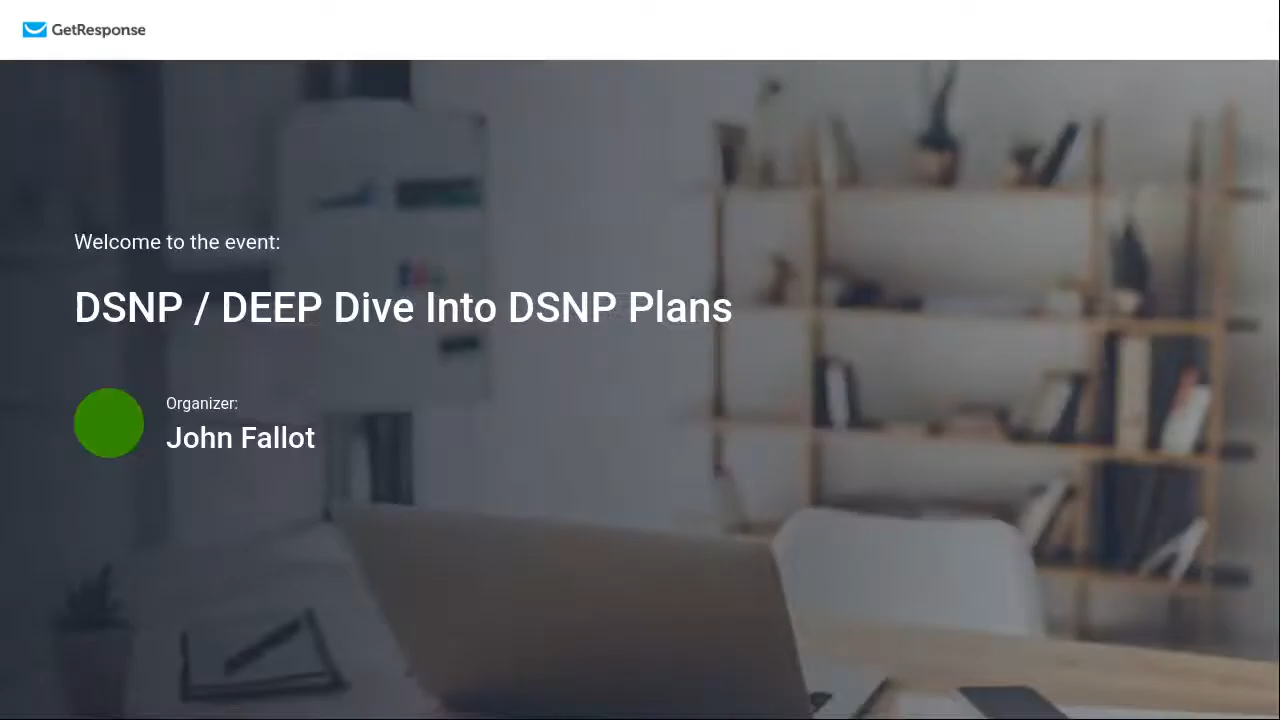 GetResponse
Welcome to the event:
DSNP / DEEP Dive Into DSNP Plans
Organizer:
John Fallot